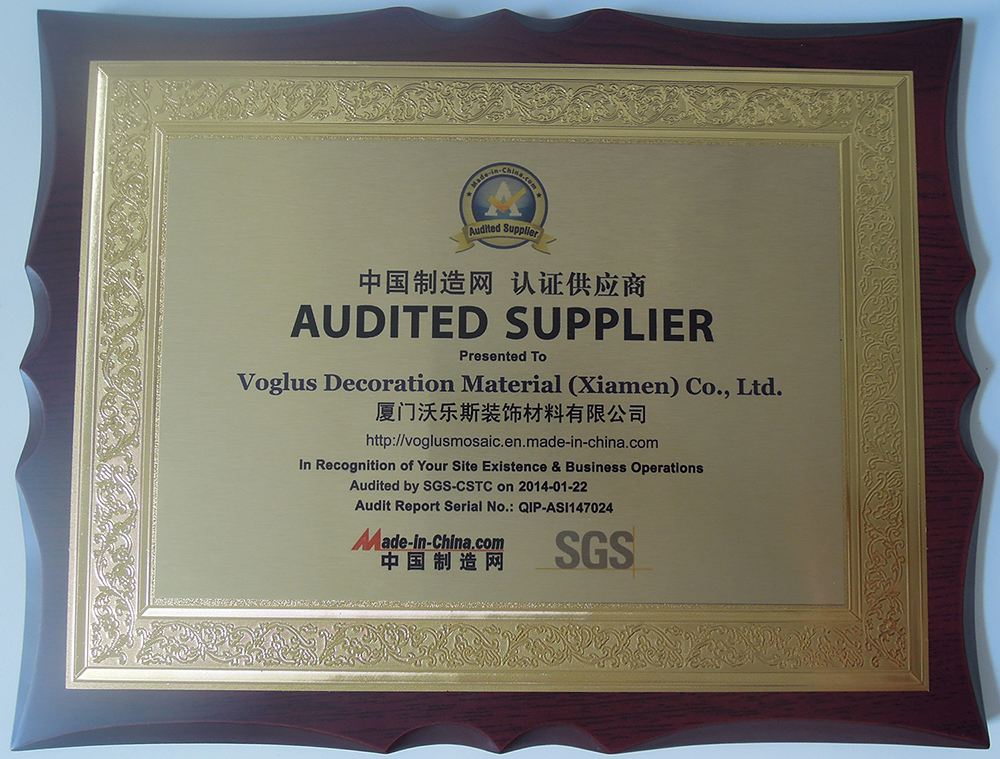 ★ Made-in-China.com ★
A
Audited Supplier
中国制造网 认证供应商
AUDITED SUPPLIER
Presented To
Voglus Decoration Material (Xiamen) Co., Ltd.
厦门沃乐斯装饰材料有限公司
http://voglusmosaic.en.made-in-china.com
In Recognition of Your Site Existence & Business Operations
Audited by SGS-CSTC on 2014-01-22
Audit Report Serial No.: QIP-ASI147024
Made-in-China.com
中国制造网
SGS